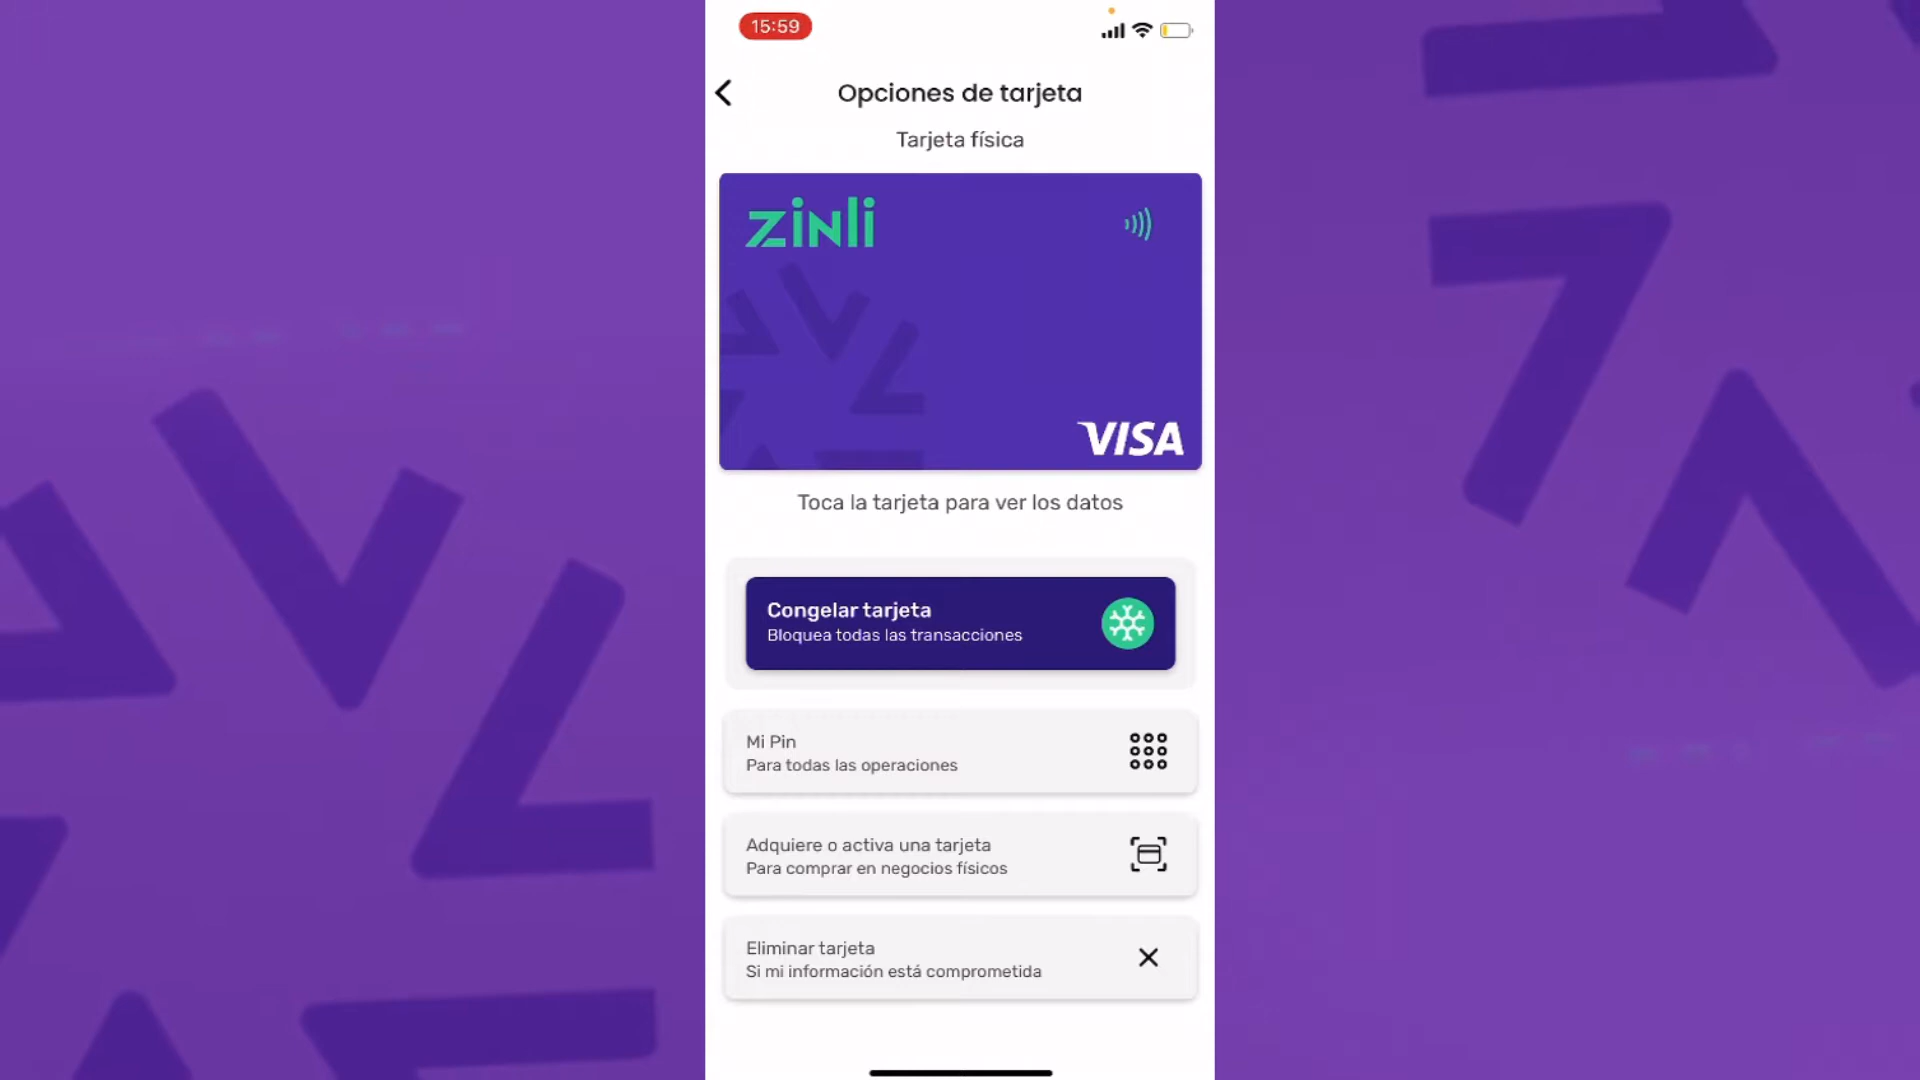 15:59
Opciones de tarjeta
Tarjeta física
zinli
VISA
Toca la tarjeta para ver los datos
Congelar tarjeta
Bloquea todas las transacciones
Mi Pin
Para todas las operaciones
Adquiere o activa una tarjeta
Para comprar en negocios físicos
Eliminar tarjeta
Si mi información está comprometida